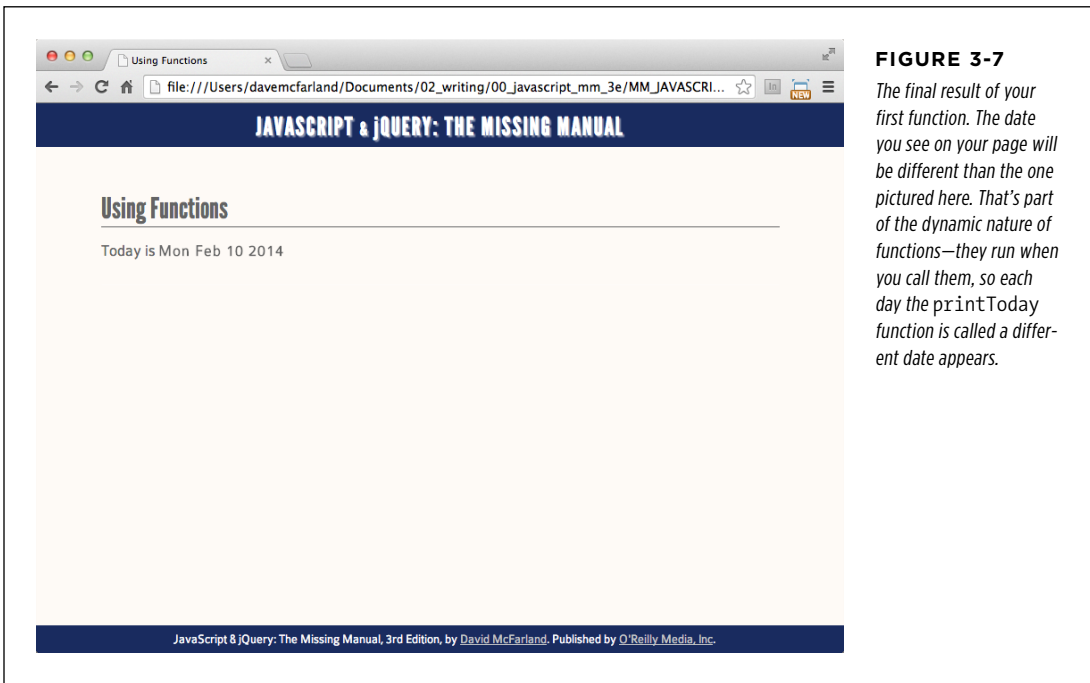 Using Functions
file:///Users/davemcfarland/Documents/02_writing/00_javascript_mm_3e/MM_JAVASCRI...
In
NEW
JAVASCRIPT & jQUERY: THE MISSING MANUAL
Using Functions
Today is Mon Feb 10 2014
JavaScript & jQuery: The Missing Manual, 3rd Edition, by David McFarland. Published by O'Reilly Media, Inc.
FIGURE 3-7
The final result of your
first function. The date
you see on your page will
be different than the one
pictured here. That's part
of the dynamic nature of
functions—they run when
you call them, so each
day the printToday
function is called a differ-
ent date appears.